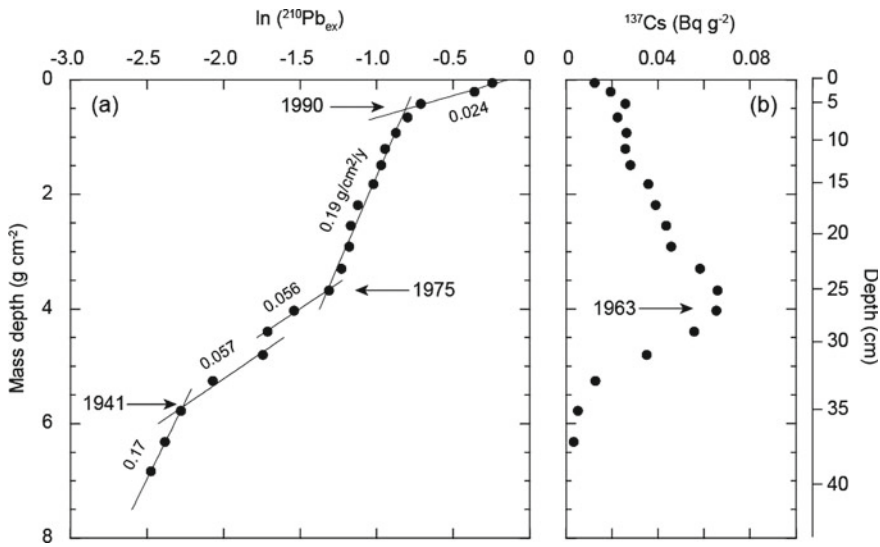 ln (²¹⁰Pbₑₓ)
¹³⁷Cs (Bq g⁻²)
-3.0 -2.5 -2.0 -1.5 -1.0 -0.5 0
0 0.04 0.08
0
2
4
6
8
Mass depth (g cm⁻²)
(a)
1990
0.024
0.19 g/cm²/y
1975
0.056
0.057
1941
0.17
(b)
1963
0
5
10
15
20
25
30
35
40
Depth (cm)